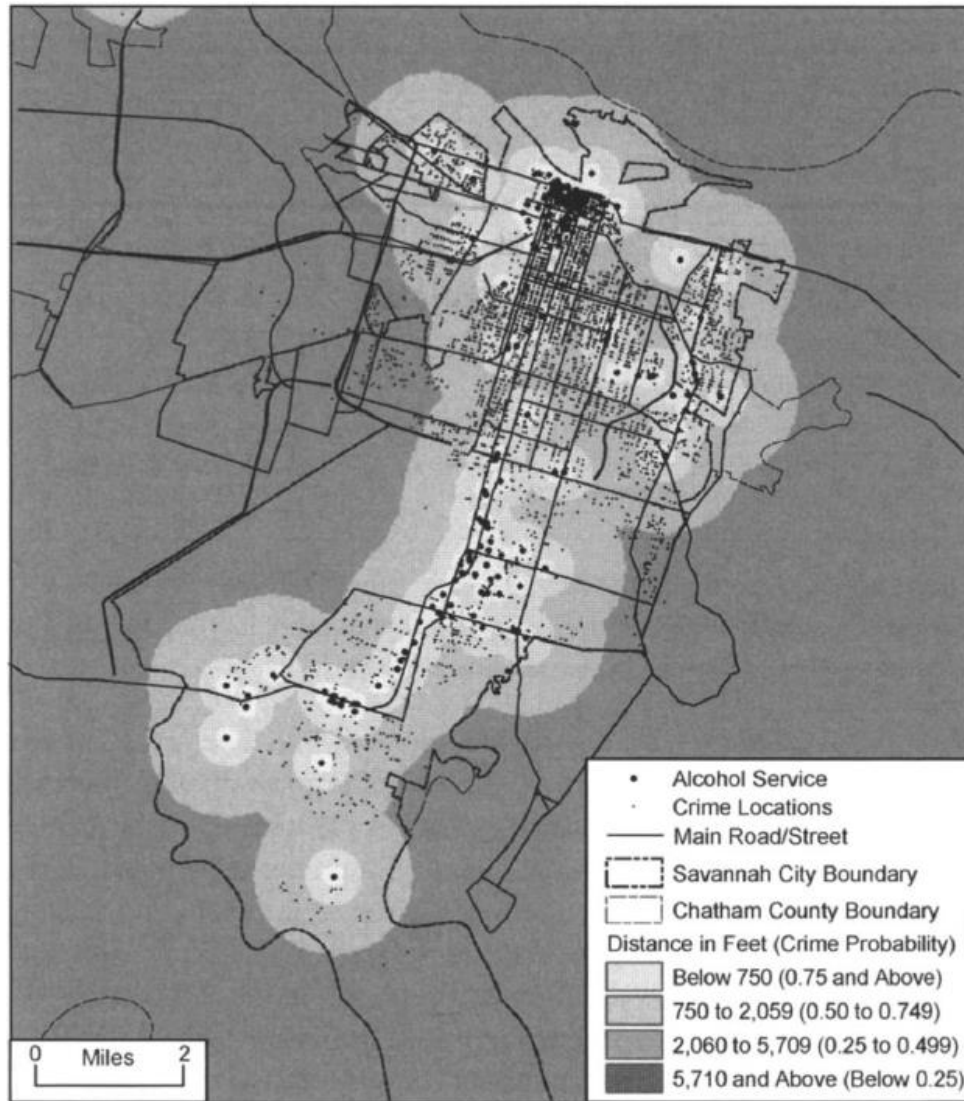 Alcohol Service
Crime Locations
Main Road/Street
Savannah City Boundary
Chatham County Boundary
Distance in Feet (Crime Probability)
Below 750 (0.75 and Above)
750 to 2,059 (0.50 to 0.749)
2,060 to 5,709 (0.25 to 0.499)
5,710 and Above (Below 0.25)
0 Miles 2